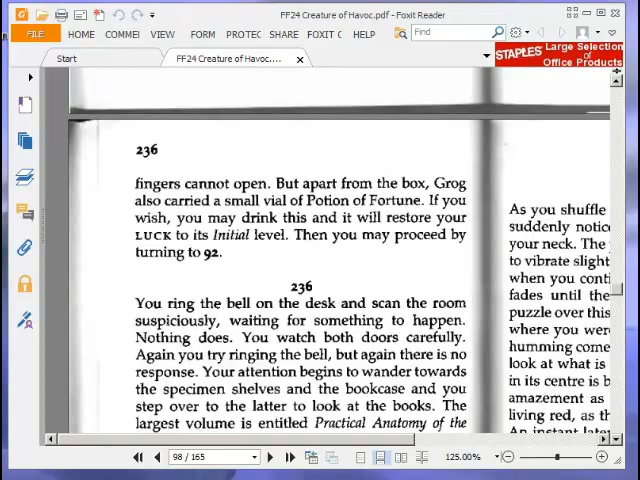 FF24 Creature of Havoc.pdf - Foxit Reader
FILE HOME COMMEI VIEW FORM PROTEC SHARE FOXIT C HELP Find
Start FF24 Creature of Havoc.... × STAPLES Large Selection of Office Products
236
fingers cannot open. But apart from the box, Grog
also carried a small vial of Potion of Fortune. If you
wish, you may drink this and it will restore your
LUCK to its Initial level. Then you may proceed by
turning to 92.
236
You ring the bell on the desk and scan the room
suspiciously, waiting for something to happen.
Nothing does. You watch both doors carefully.
Again you try ringing the bell, but again there is no
response. Your attention begins to wander towards
the specimen shelves and the bookcase and you
step over to the latter to look at the books. The
largest volume is entitled Practical Anatomy of the
As you shuffle
suddenly notic
your neck. The
to vibrate slight
when you conti
fades until the
puzzle over this
where you were
humming come
look at what is
in its centre is b
amazement as
living red, as th
An instant late
98 / 165 125.00%